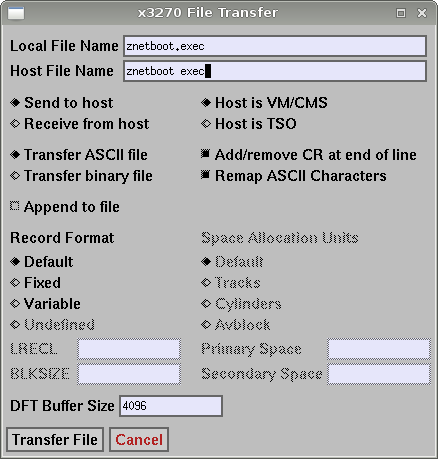 x3270 File Transfer
Local File Name znetboot.exec
Host File Name znetboot exec
Send to host Host is VM/CMS
Receive from host Host is TSO
Transfer ASCII file Add/remove CR at end of line
Transfer binary file Remap ASCII Characters
Append to file
Record Format Space Allocation Units
Default Default
Fixed Tracks
Variable Cylinders
Undefined Avblock
LRECL Primary Space
BLKSIZE Secondary Space
DFT Buffer Size 4096
Transfer File Cancel